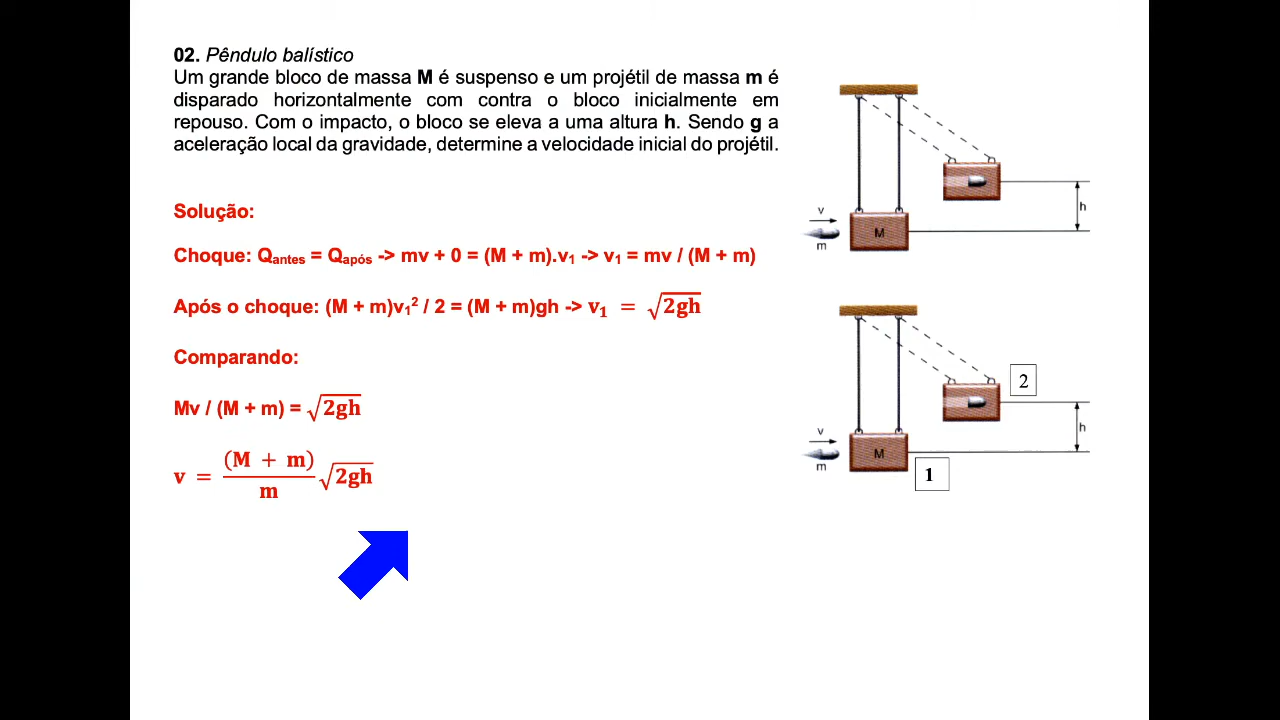 02. Pêndulo balístico
Um grande bloco de massa M é suspenso e um projétil de massa m é
disparado horizontalmente com contra o bloco inicialmente em
repouso. Com o impacto, o bloco se eleva a uma altura h. Sendo g a
aceleração local da gravidade, determine a velocidade inicial do projétil.
Solução:
Choque: Qantes = Qapós -> mv + 0 = (M + m).v₁ -> v₁ = mv / (M + m)
Após o choque: (M + m)v₁² / 2 = (M + m)gh -> v₁ = √2gh
Comparando:
Mv / (M + m) = √2gh
v = (M + m)/m √2gh
v
m
M
h
v
m
M
h
1
2